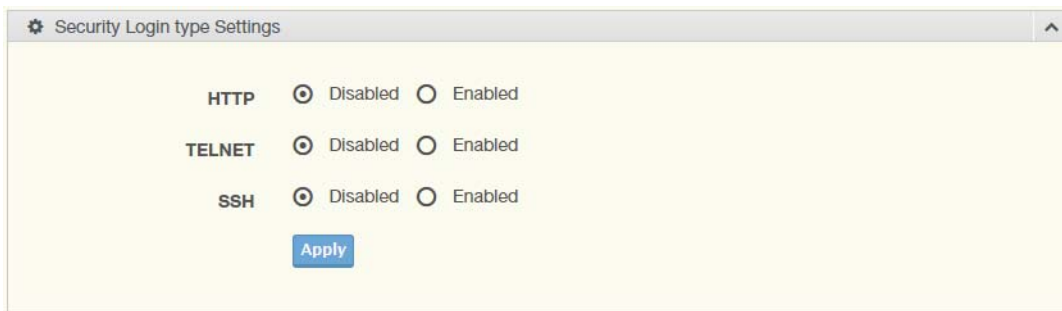 Security Login type Settings
HTTP Disabled Enabled
TELNET Disabled Enabled
SSH Disabled Enabled
Apply